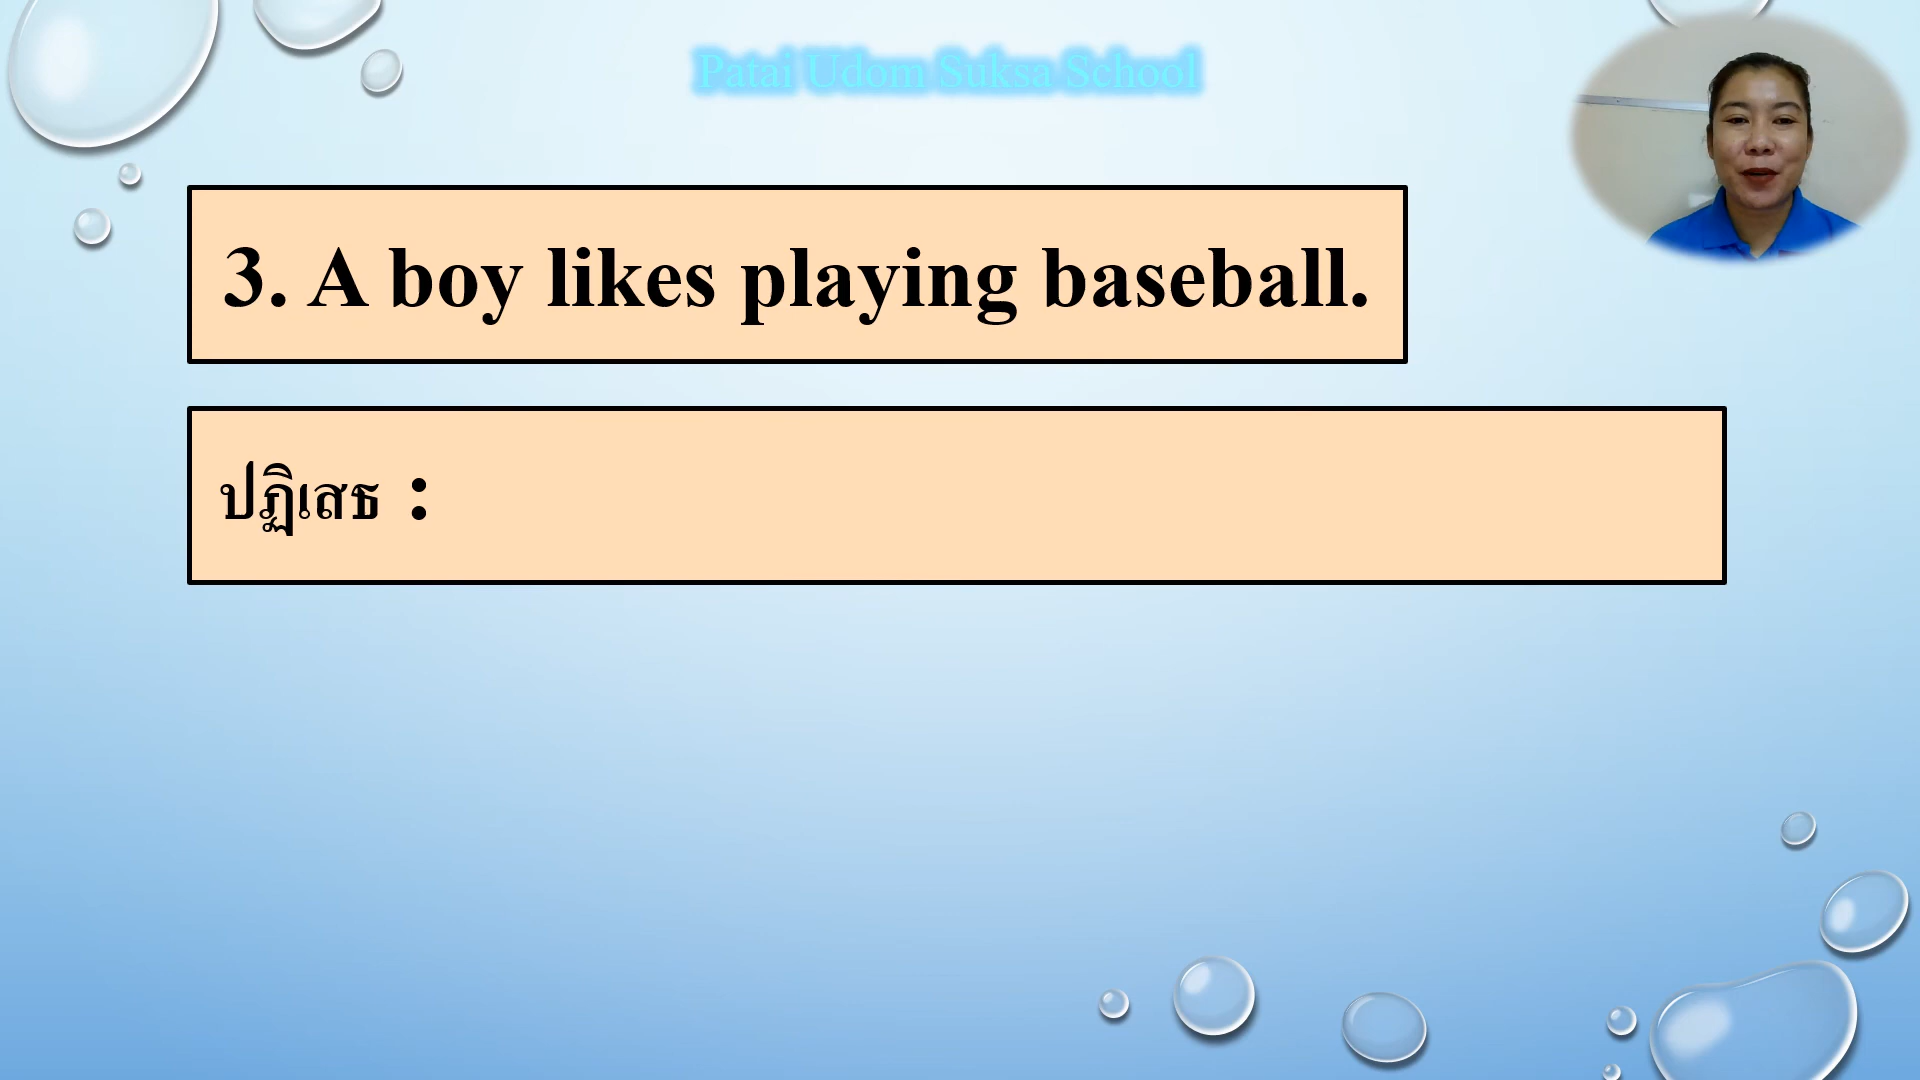 Patai Udom Suksa School
3. A boy likes playing baseball.
ปฏิเสธ :